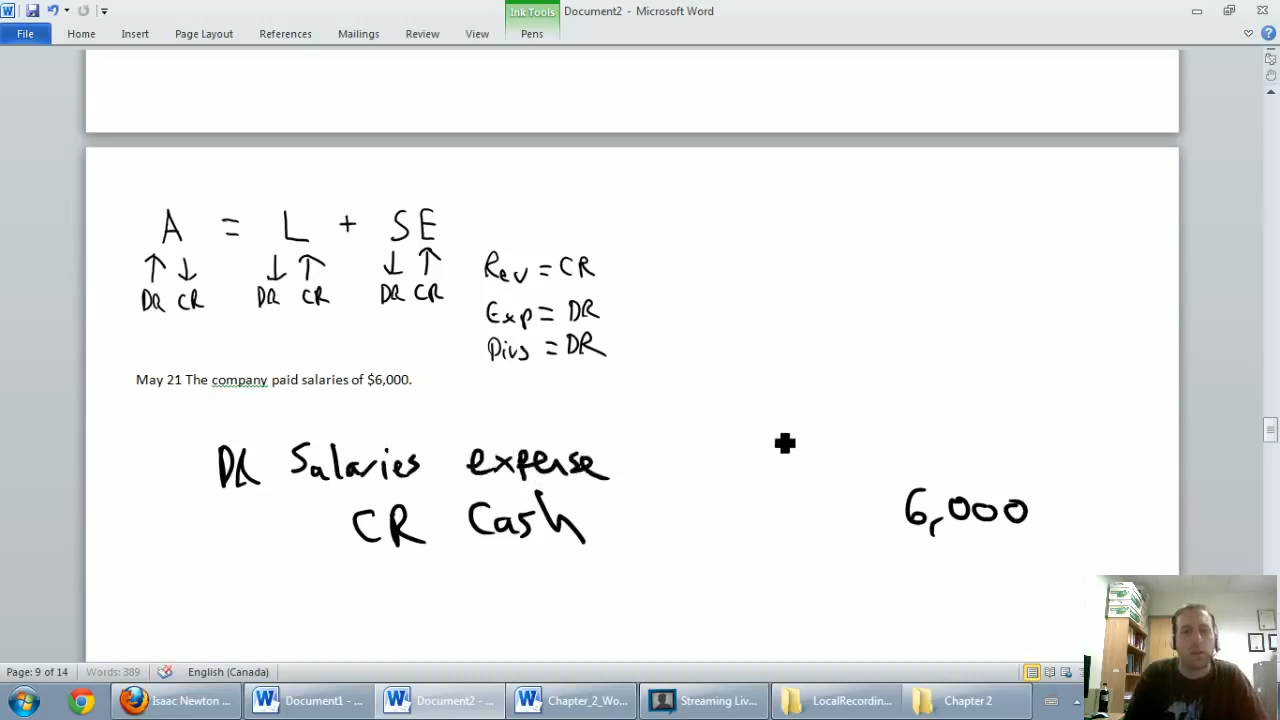 Ink Tools
Document2 - Microsoft Word
File Home Insert Page Layout References Mailings Review View Pens
A = L + SE
DR CR DR CR DR CR
Rev = CR
Exp = DR
Divs = DR
May 21 The company paid salaries of $6,000.
DR Salaries expense
CR Cash 6,000
Page: 9 of 14 Words: 389 English (Canada)
Isaac Newton ... Document1 - ... Document2 - ... Chapter_2_Wo... Streaming Liv... LocalRecording Chapter 2